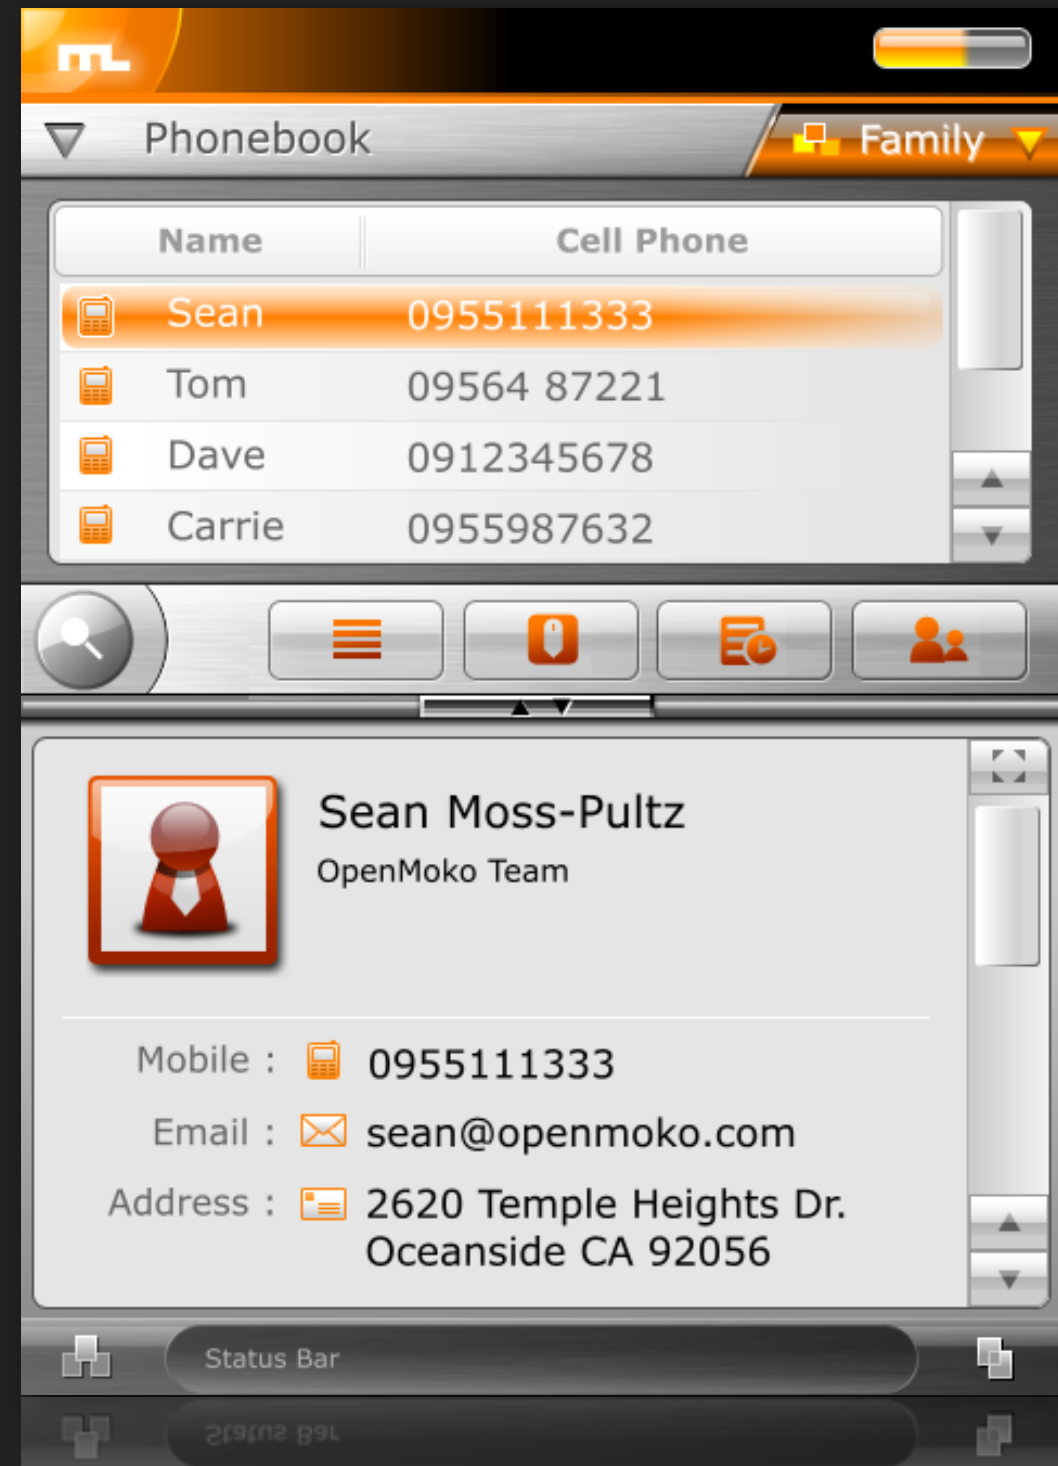 Phonebook
Family
Name Cell Phone
Sean 0955111333
Tom 09564 87221
Dave 0912345678
Carrie 0955987632
Sean Moss-Pultz
OpenMoko Team
Mobile : 0955111333
Email : sean@openmoko.com
Address : 2620 Temple Heights Dr.
Oceanside CA 92056
Status Bar